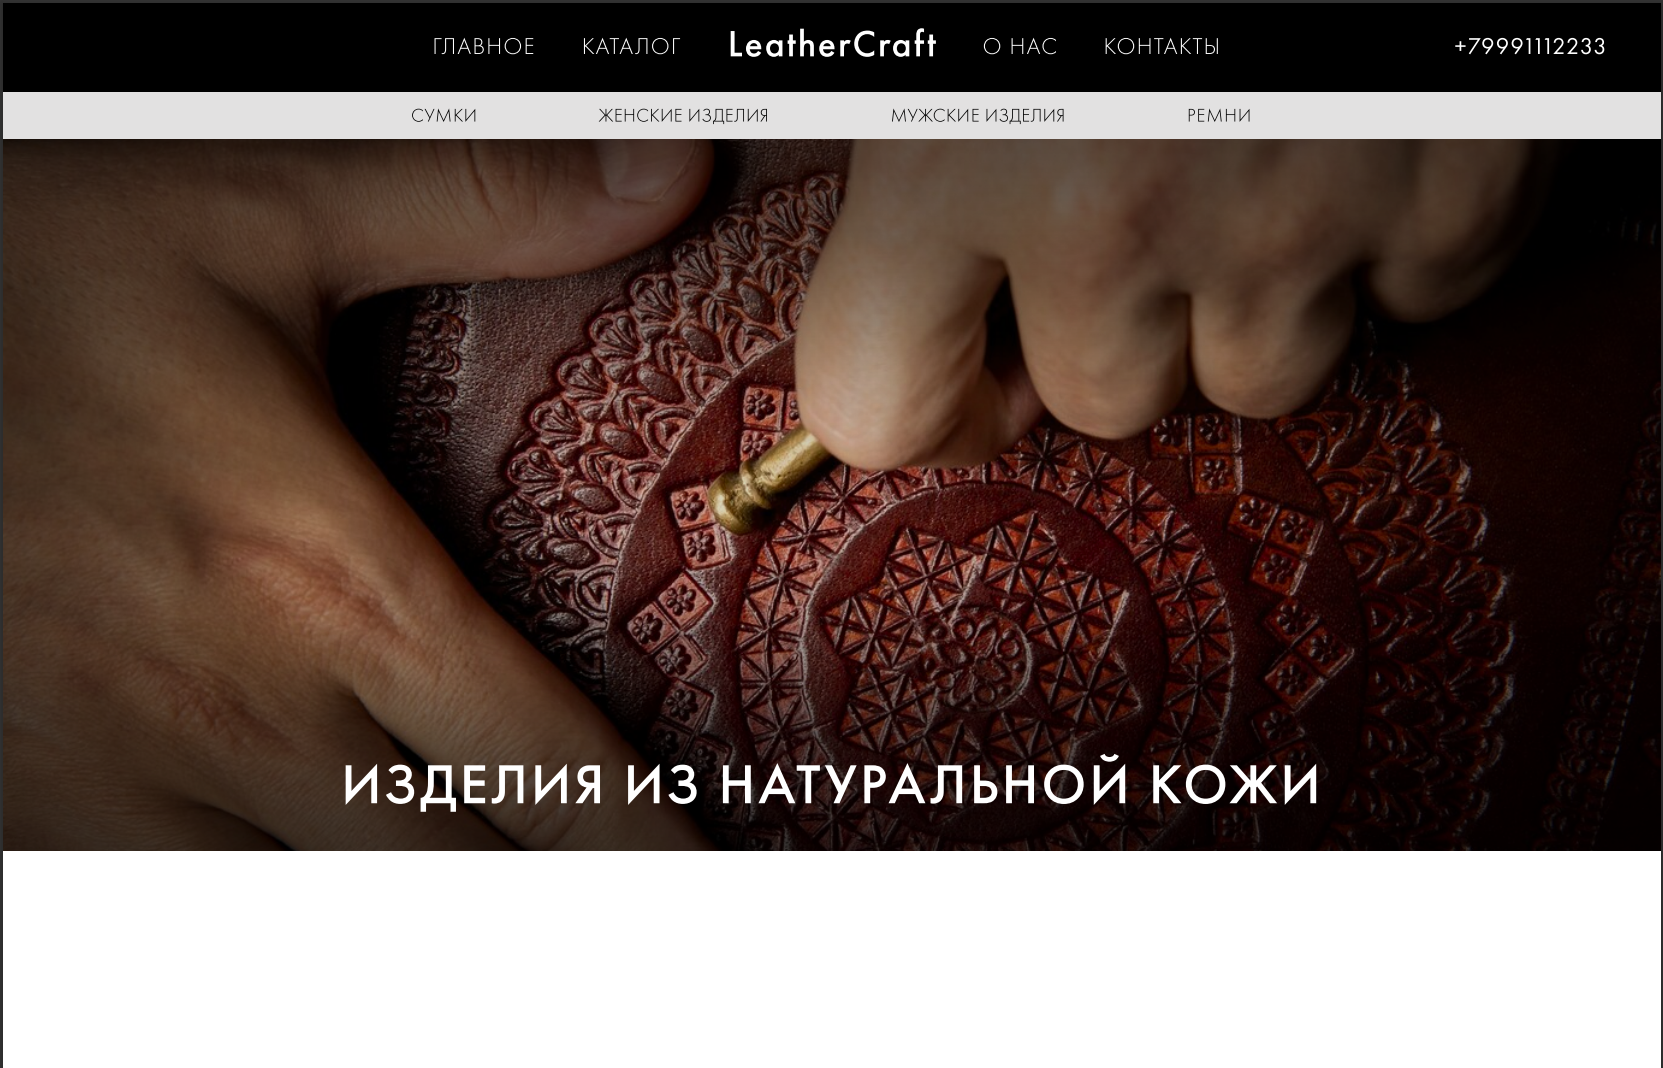 ГЛАВНОЕ КАТАЛОГ LeatherCraft О НАС КОНТАКТЫ +79991112233
СУМКИ ЖЕНСКИЕ ИЗДЕЛИЯ МУЖСКИЕ ИЗДЕЛИЯ РЕМНИ
ИЗДЕЛИЯ ИЗ НАТУРАЛЬНОЙ КОЖИ